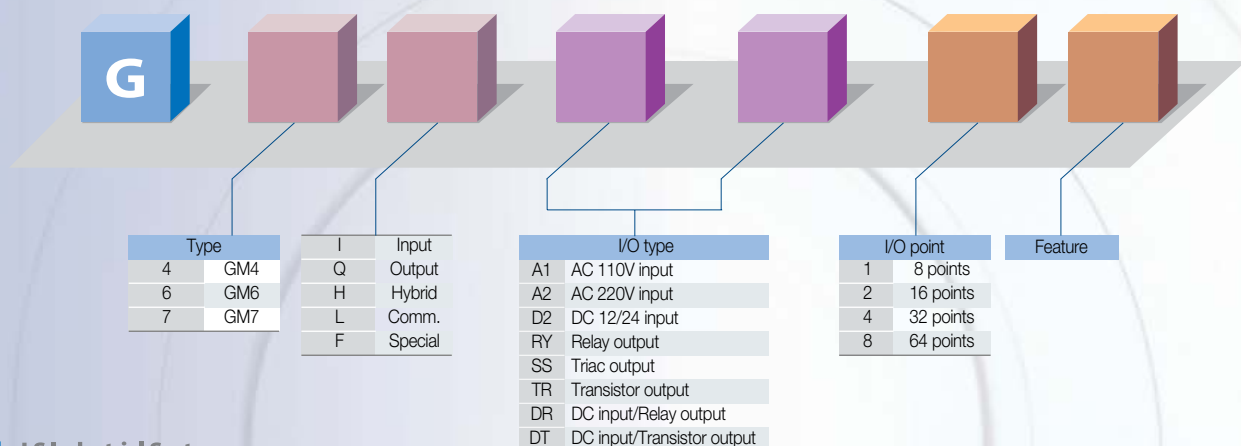 G
Type
4 GM4
6 GM6
7 GM7
I Input
Q Output
H Hybrid
L Comm.
F Special
I/O type
A1 AC 110V input
A2 AC 220V input
D2 DC 12/24 input
RY Relay output
SS Triac output
TR Transistor output
DR DC input/Relay output
DT DC input/Transistor output
I/O point
1 8 points
2 16 points
4 32 points
8 64 points
Feature